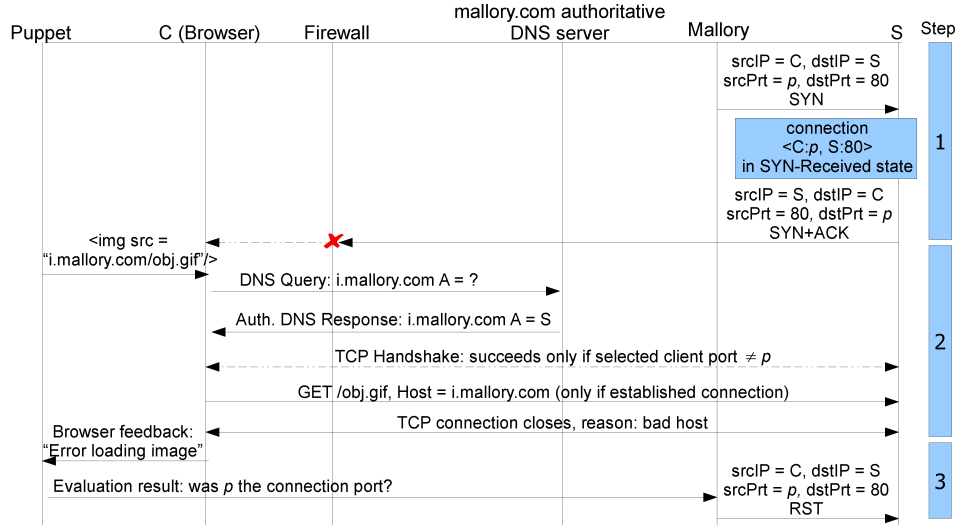 mallory.com authoritative
Puppet
C (Browser)
Firewall
DNS server
Mallory
S
Step
srcIP = C, dstIP = S
srcPrt = p, dstPrt = 80
SYN
connection
<C:p, S:80>
in SYN-Received state
1
srcIP = S, dstIP = C
srcPrt = 80, dstPrt = p
SYN+ACK
<img src =
“i.mallory.com/obj.gif”/>
DNS Query: i.mallory.com A = ?
Auth. DNS Response: i.mallory.com A = S
2
TCP Handshake: succeeds only if selected client port ≠ p
GET /obj.gif, Host = i.mallory.com (only if established connection)
TCP connection closes, reason: bad host
Browser feedback:
“Error loading image”
srcIP = C, dstIP = S
Evaluation result: was p the connection port?
srcPrt = p, dstPrt = 80
RST
3